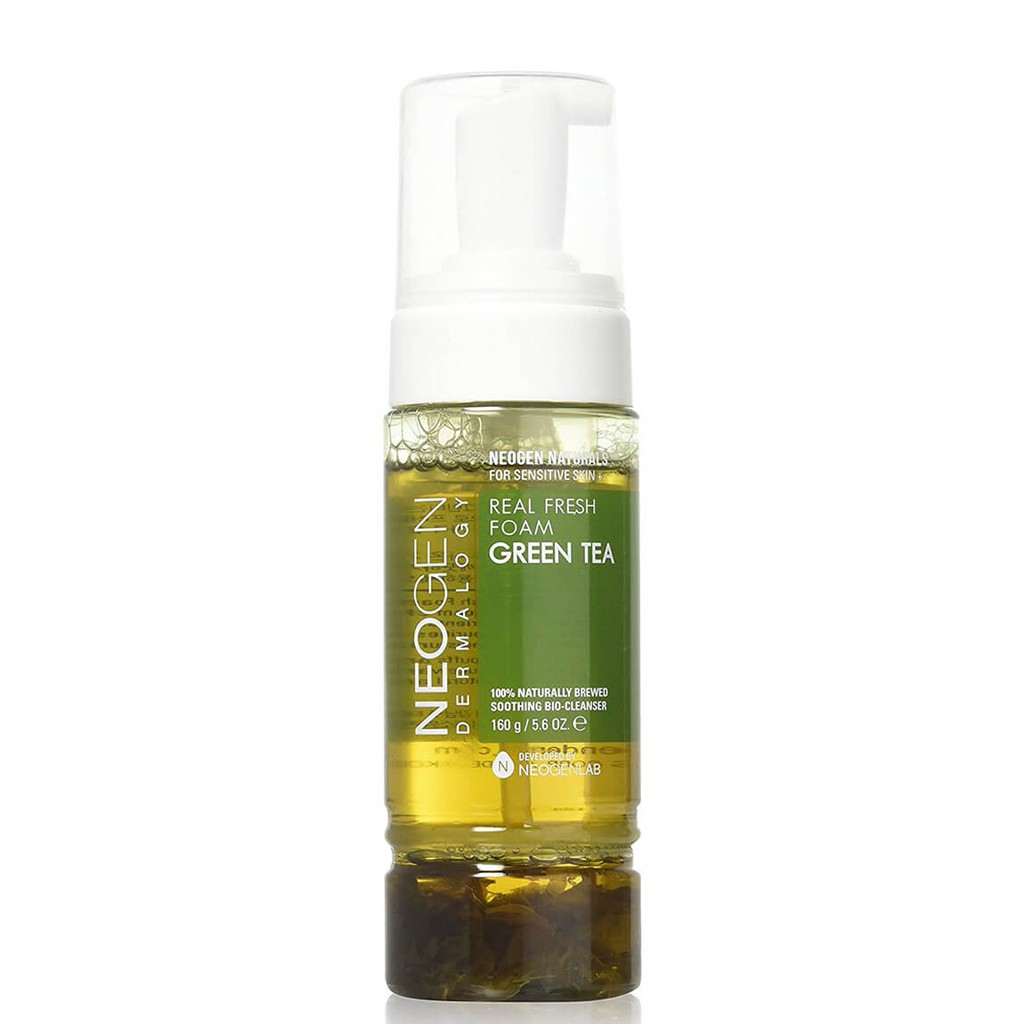 NEOGEN
DERMALOGY
NEOGEN NATURALS
FOR SENSITIVE SKIN +
REAL FRESH
FOAM
GREEN TEA
100% NATURALLY BREWED
SOOTHING BIO-CLEANSER
160 g / 5.6 OZ. ℮
N
DEVELOPED BY
NEOGENLAB